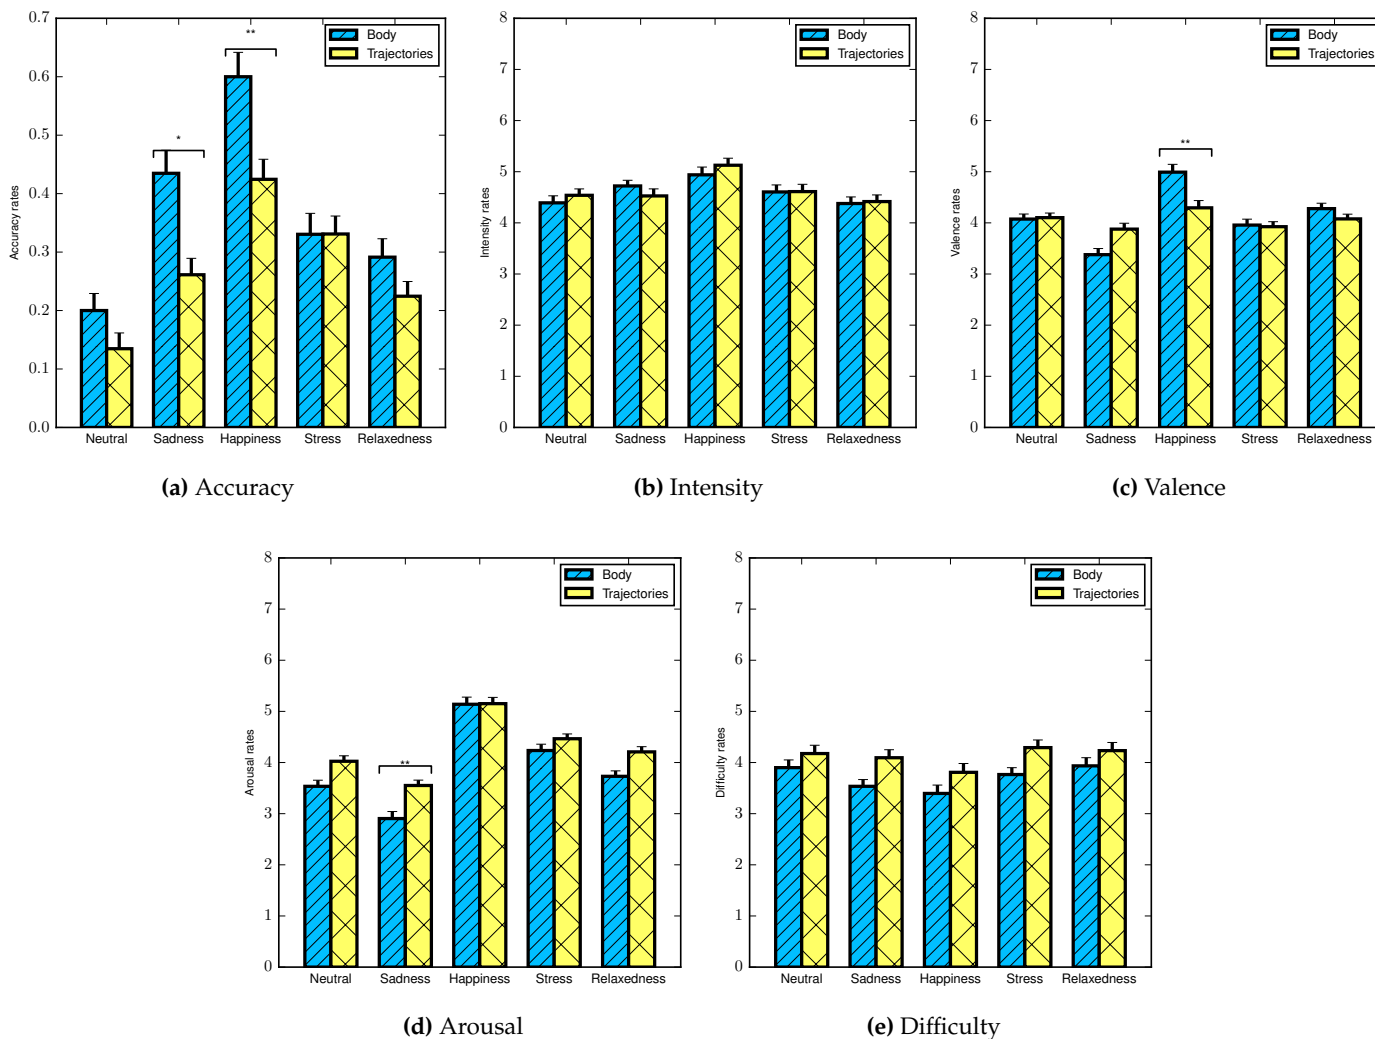 0.7
0.6
0.5
0.4
0.3
0.2
0.1
0.0
Accuracy rates
Body
Trajectories
*
**
Neutral Sadness Happiness Stress Relaxedness
(a) Accuracy
8
7
6
5
4
3
2
1
0
Intensity rates
Body
Trajectories
Neutral Sadness Happiness Stress Relaxedness
(b) Intensity
8
7
6
5
4
3
2
1
0
Valence rates
Body
Trajectories
**
Neutral Sadness Happiness Stress Relaxedness
(c) Valence
8
7
6
5
4
3
2
1
0
Arousal rates
Body
Trajectories
**
Neutral Sadness Happiness Stress Relaxedness
(d) Arousal
8
7
6
5
4
3
2
1
0
Difficulty rates
Body
Trajectories
Neutral Sadness Happiness Stress Relaxedness
(e) Difficulty